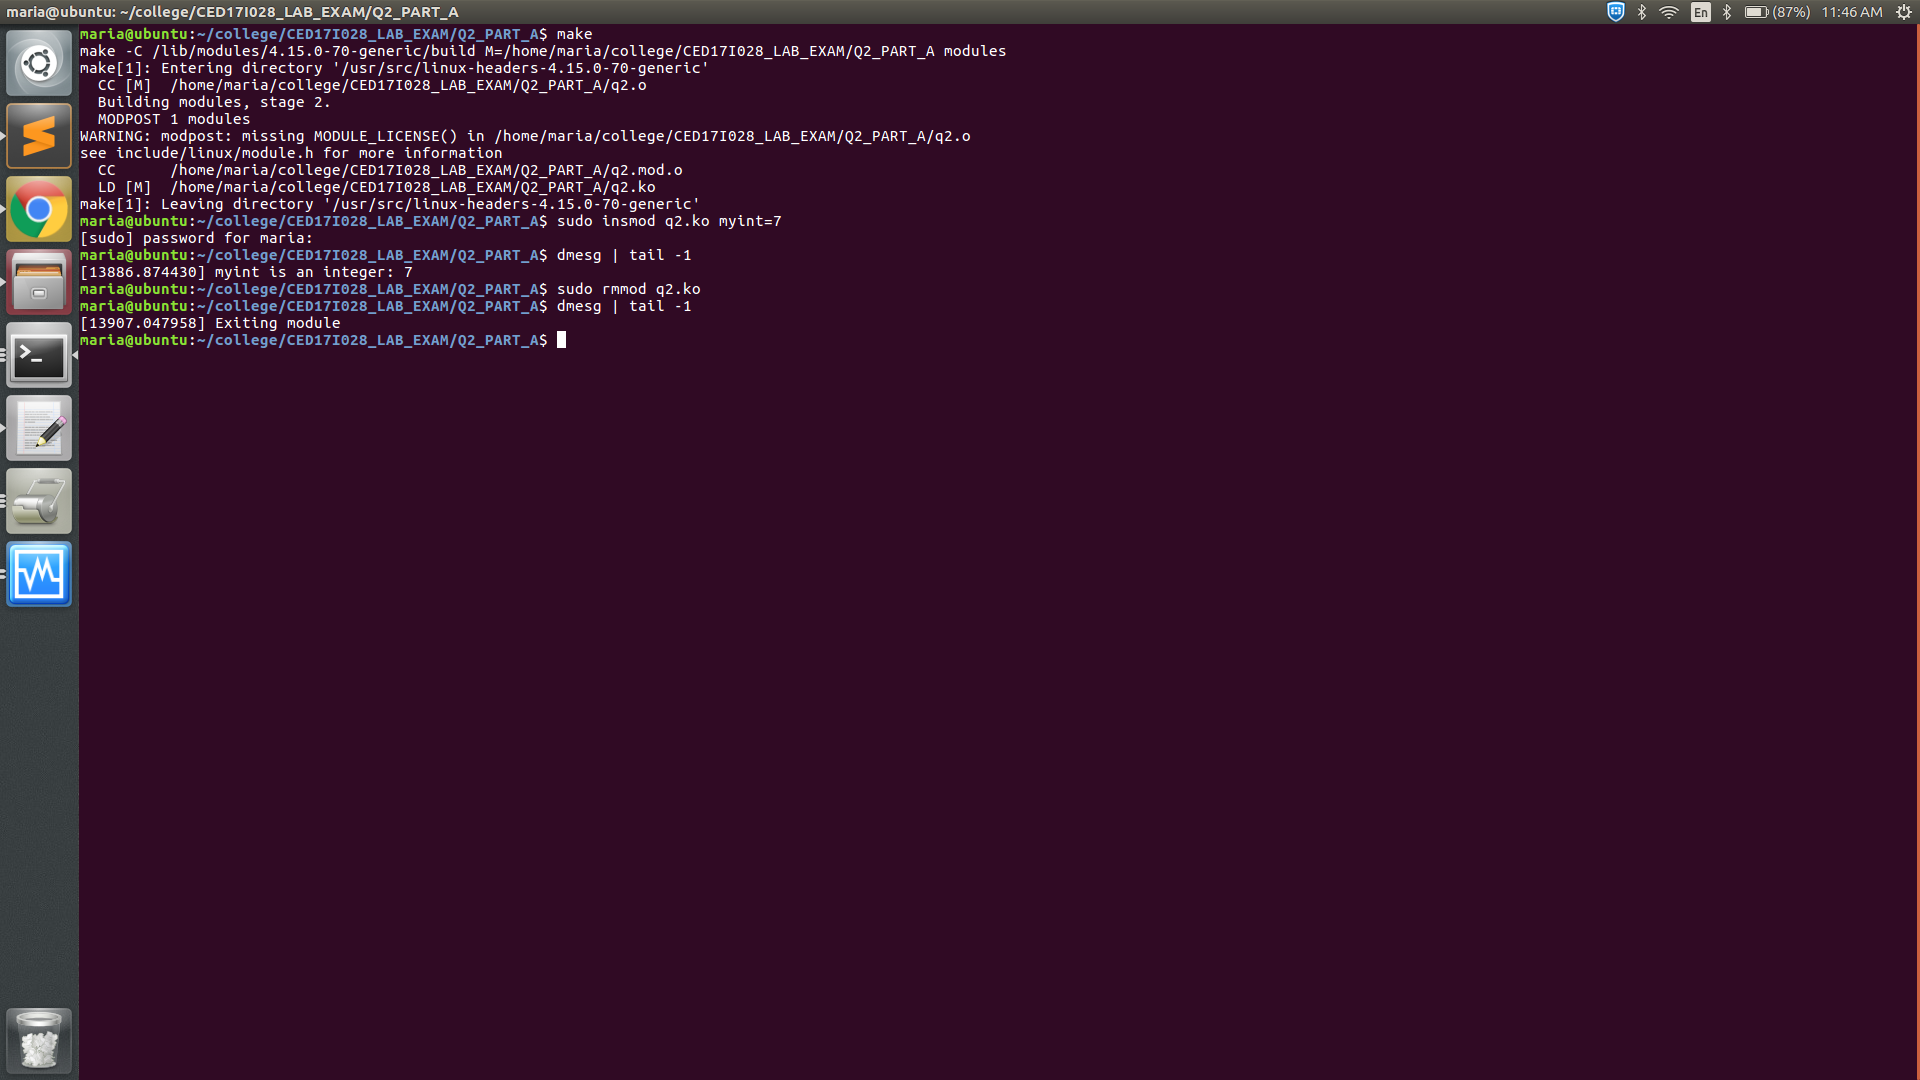 maria@ubuntu: ~/college/CED17I028_LAB_EXAM/Q2_PART_A
En (87%) 11:46 AM
maria@ubuntu:~/college/CED17I028_LAB_EXAM/Q2_PART_A$ make
make -C /lib/modules/4.15.0-70-generic/build M=/home/maria/college/CED17I028_LAB_EXAM/Q2_PART_A modules
make[1]: Entering directory '/usr/src/linux-headers-4.15.0-70-generic'
  CC [M]  /home/maria/college/CED17I028_LAB_EXAM/Q2_PART_A/q2.o
  Building modules, stage 2.
  MODPOST 1 modules
WARNING: modpost: missing MODULE_LICENSE() in /home/maria/college/CED17I028_LAB_EXAM/Q2_PART_A/q2.o
see include/linux/module.h for more information
  CC      /home/maria/college/CED17I028_LAB_EXAM/Q2_PART_A/q2.mod.o
  LD [M]  /home/maria/college/CED17I028_LAB_EXAM/Q2_PART_A/q2.ko
make[1]: Leaving directory '/usr/src/linux-headers-4.15.0-70-generic'
maria@ubuntu:~/college/CED17I028_LAB_EXAM/Q2_PART_A$ sudo insmod q2.ko myint=7
[sudo] password for maria:
maria@ubuntu:~/college/CED17I028_LAB_EXAM/Q2_PART_A$ dmesg | tail -1
[13886.874430] myint is an integer: 7
maria@ubuntu:~/college/CED17I028_LAB_EXAM/Q2_PART_A$ sudo rmmod q2.ko
maria@ubuntu:~/college/CED17I028_LAB_EXAM/Q2_PART_A$ dmesg | tail -1
[13907.047958] Exiting module
maria@ubuntu:~/college/CED17I028_LAB_EXAM/Q2_PART_A$